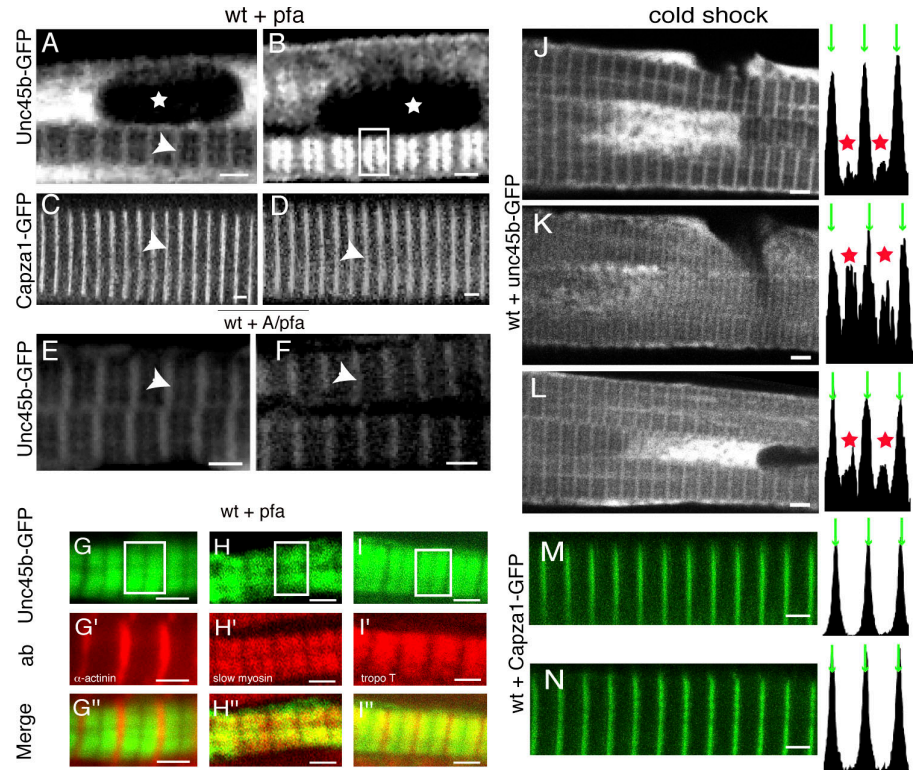 wt + pfa
cold shock
Unc45b-GFP
A
B
Capza1-GFP
C
D
wt + A/pfa
Unc45b-GFP
E
F
wt + pfa
Unc45b-GFP
G
H
I
ab
G'
α-actinin
H'
slow myosin
I'
tropo T
Merge
G"
H"
I"
wt + unc45b-GFP
J
K
L
wt + Capza1-GFP
M
N